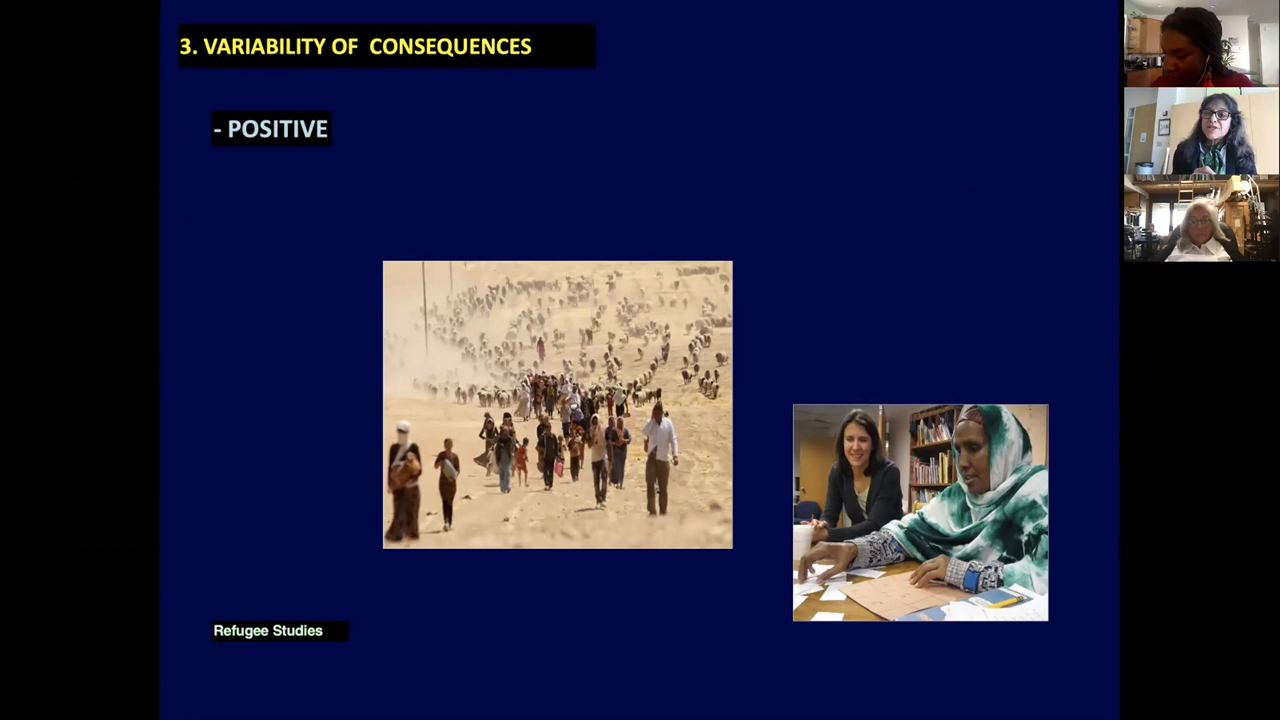 3. VARIABILITY OF  CONSEQUENCES
- POSITIVE
Refugee Studies